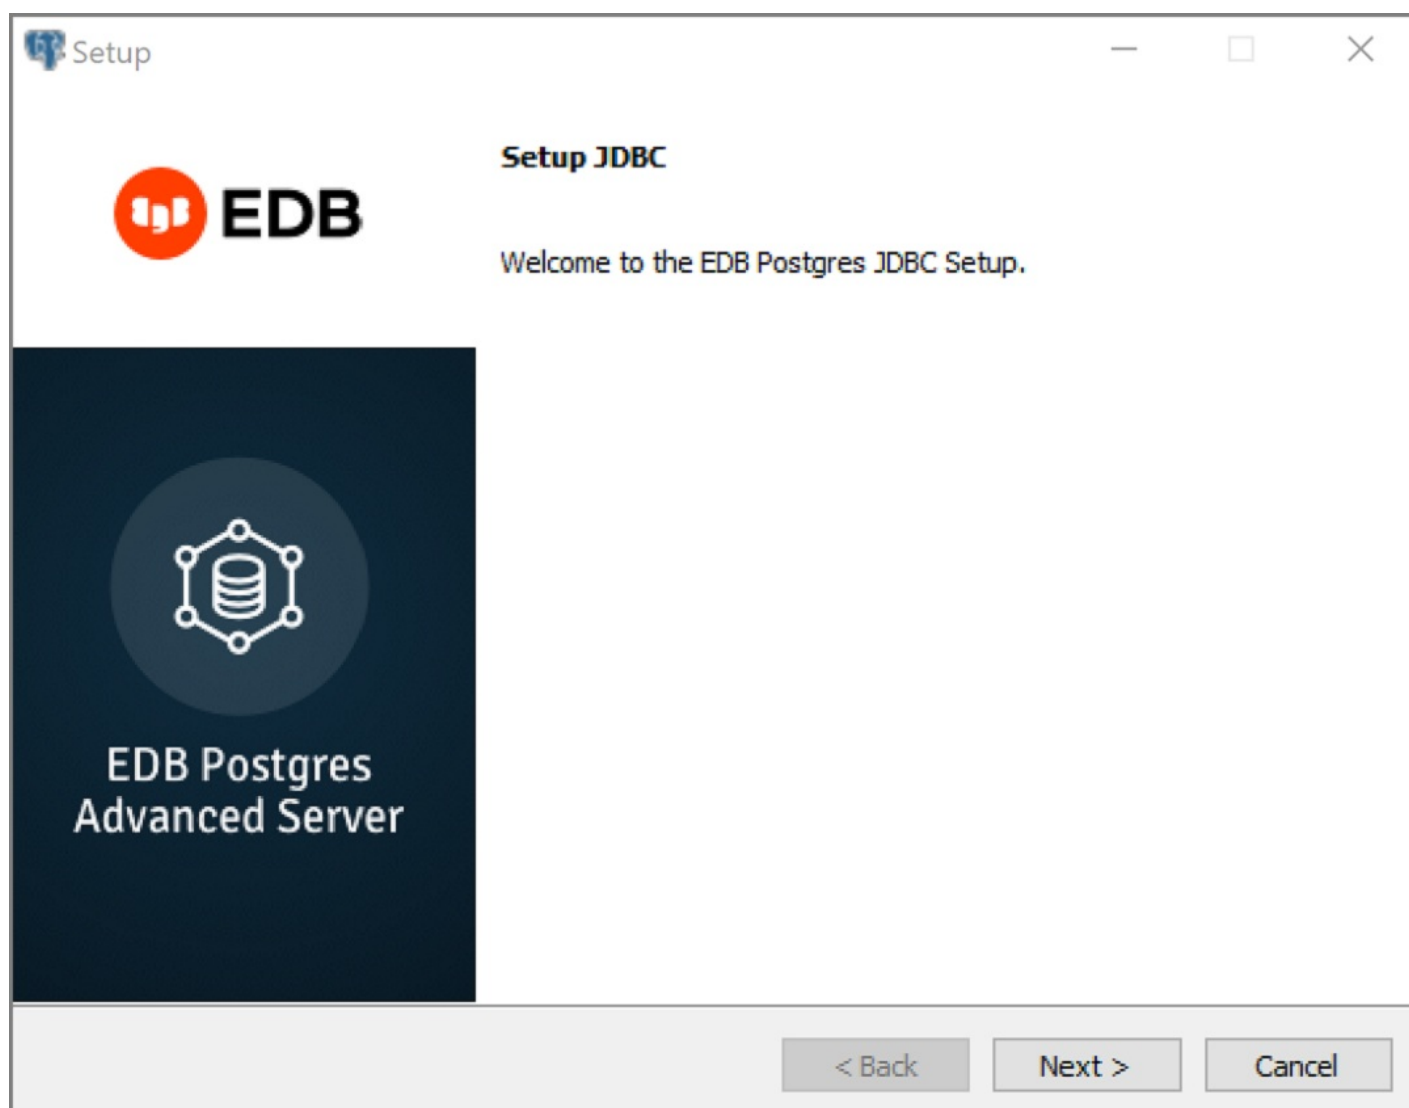 Setup
EDB
Setup JDBC
Welcome to the EDB Postgres JDBC Setup.
EDB Postgres
Advanced Server
< Back
Next >
Cancel